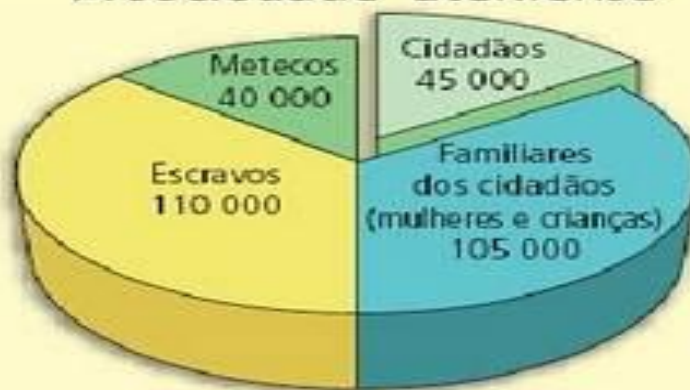 Metecos
40 000
Cidadãos
45 000
Escravos
110 000
Familiares
dos cidadãos
(mulheres e crianças)
105 000